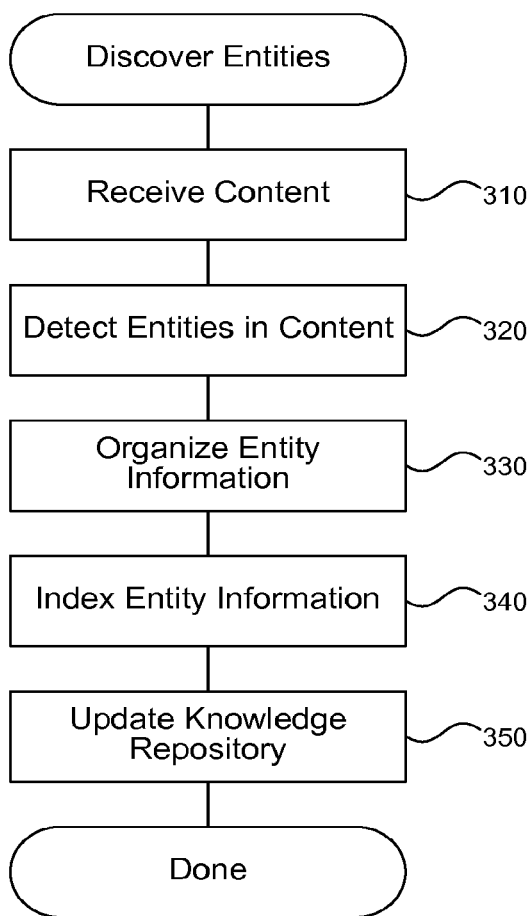 Discover Entities
Receive Content
310
Detect Entities in Content
320
Organize Entity
Information
330
Index Entity Information
340
Update Knowledge
Repository
350
Done